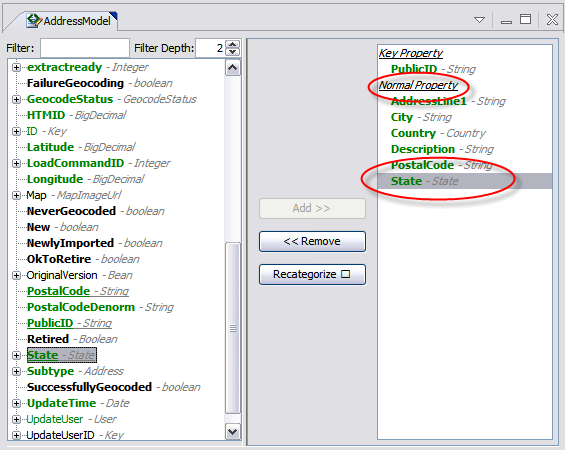 AddressModel
Filter:
Filter Depth: 2
extractready - Integer
FailureGeocoding - boolean
GeocodeStatus - GeocodeStatus
HTMID - BigDecimal
ID - Key
Latitude - BigDecimal
LoadCommandID - Integer
Longitude - BigDecimal
Map - MapImageUrl
NeverGeocoded - boolean
New - boolean
NewlyImported - boolean
OkToRetire - boolean
OriginalVersion - Bean
PostalCode - String
PostalCodeDenorm - String
PublicID - String
Retired - Boolean
State - State
Subtype - Address
SuccessfullyGeocoded - boolean
UpdateTime - Date
UpdateUser - User
UpdateUserID - Key
Add >>
<< Remove
Recategorize
Key Property
PublicID - String
Normal Property
AddressLine1 - String
City - String
Country - Country
Description - String
PostalCode - String
State - State